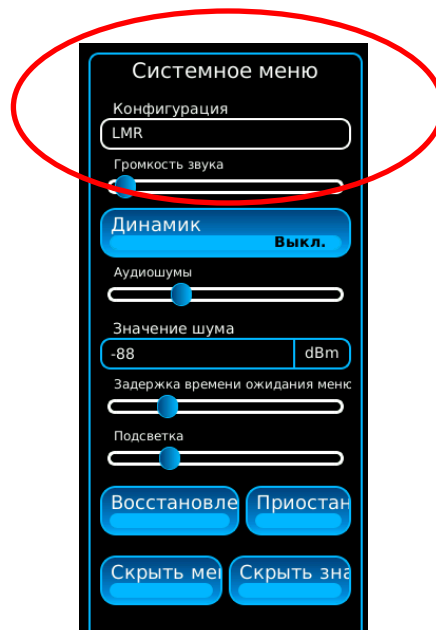 Системное меню
Конфигурация
LMR
Громкость звука
Динамик
Выкл.
Аудиошумы
Значение шума
-88 dBm
Задержка времени ожидания меню
Подсветка
Восстановле Приостан
Скрыть мен Скрыть зна